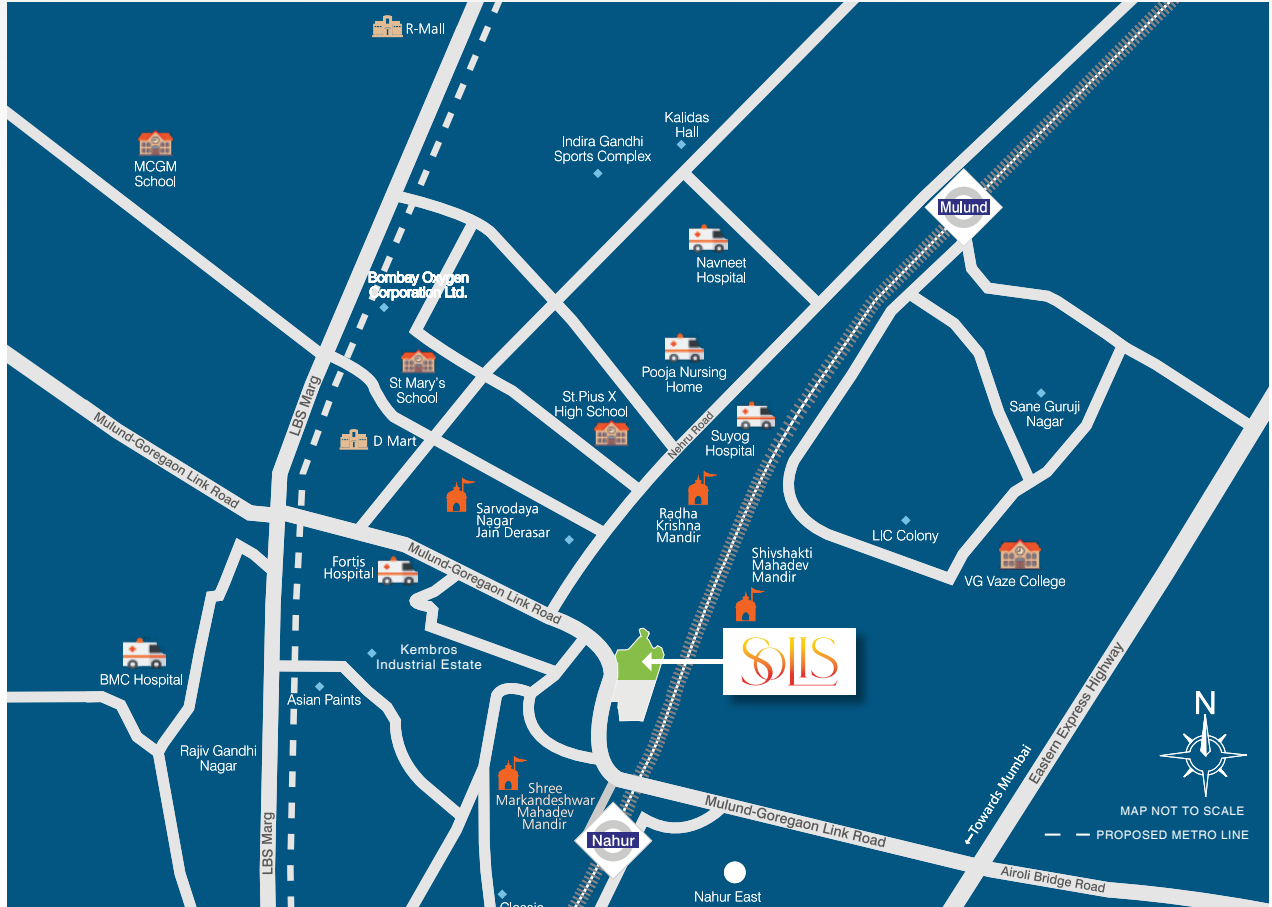 R-Mall
Kalidas
Hall
Indira Gandhi
Sports Complex
MCGM
School
Mulund
Navneet
Hospital
Bombay Oxygen
Corporation Ltd.
St Mary's
School
Pooja Nursing
Home
St.Pius X
High School
Sane Guruji
Nagar
LBS Marg
Nehru Road
Suyog
Hospital
D Mart
Mulund-Goregaon Link Road
Sarvodaya
Nagar
Jain Derasar
Radha
Krishna
Mandir
LIC Colony
VG Vaze College
Shivshakti
Mahadev
Mandir
Fortis
Hospital
Mulund-Goregaon Link Road
SOLIS
Kembros
Industrial Estate
BMC Hospital
Asian Paints
Rajiv Gandhi
Nagar
Eastern Express Highway
N
Towards Mumbai
Shree
Markandeshwar
Mahadev
Mandir
Mulund-Goregaon Link Road
MAP NOT TO SCALE
PROPOSED METRO LINE
LBS Marg
Nahur
Airoli Bridge Road
Nahur East